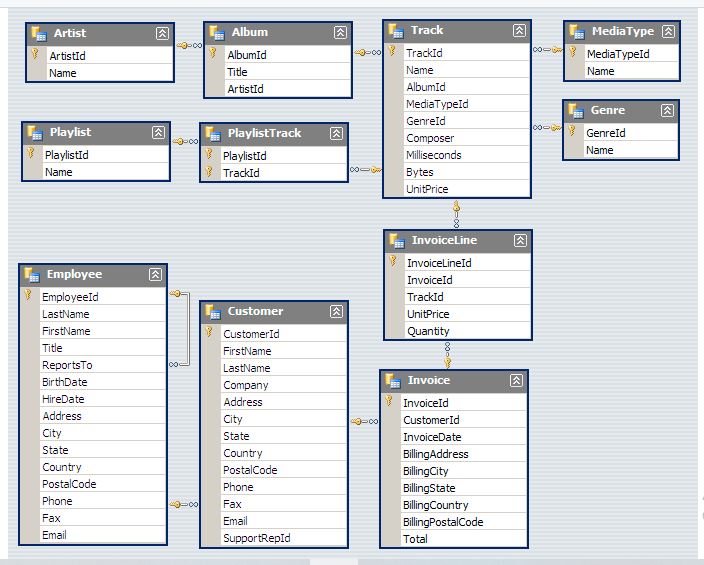 Artist
ArtistId
Name
Album
AlbumId
Title
ArtistId
Track
TrackId
Name
AlbumId
MediaTypeId
GenreId
Composer
Milliseconds
Bytes
UnitPrice
MediaType
MediaTypeId
Name
Genre
GenreId
Name
Playlist
PlaylistId
Name
PlaylistTrack
PlaylistId
TrackId
InvoiceLine
InvoiceLineId
InvoiceId
TrackId
UnitPrice
Quantity
Employee
EmployeeId
LastName
FirstName
Title
ReportsTo
BirthDate
HireDate
Address
City
State
Country
PostalCode
Phone
Fax
Email
Customer
CustomerId
FirstName
LastName
Company
Address
City
State
Country
PostalCode
Phone
Fax
Email
SupportRepId
Invoice
InvoiceId
CustomerId
InvoiceDate
BillingAddress
BillingCity
BillingState
BillingCountry
BillingPostalCode
Total